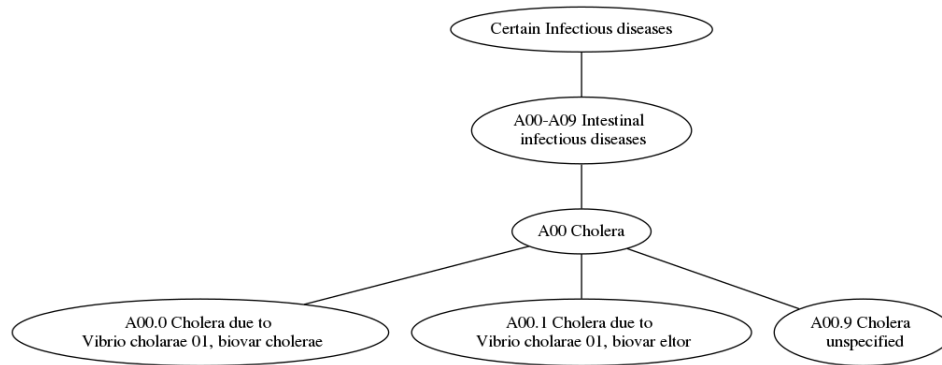 Certain Infectious diseases
A00-A09 Intestinal
infectious diseases
A00 Cholera
A00.0 Cholera due to
Vibrio cholarae 01, biovar cholerae
A00.1 Cholera due to
Vibrio cholarae 01, biovar eltor
A00.9 Cholera
unspecified